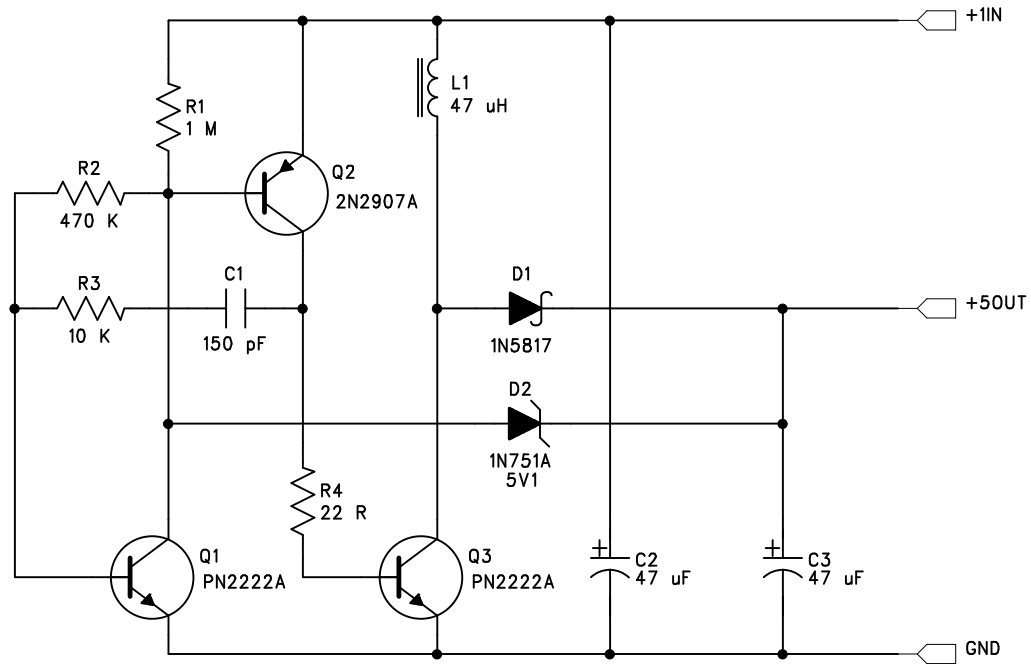 +1IN
R1
1 M
L1
47 uH
R2
470 K
Q2
2N2907A
R3
10 K
C1
150 pF
D1
1N5817
+5OUT
D2
1N751A
5V1
R4
22 R
Q1
PN2222A
Q3
PN2222A
+
C2
47 uF
+
C3
47 uF
GND